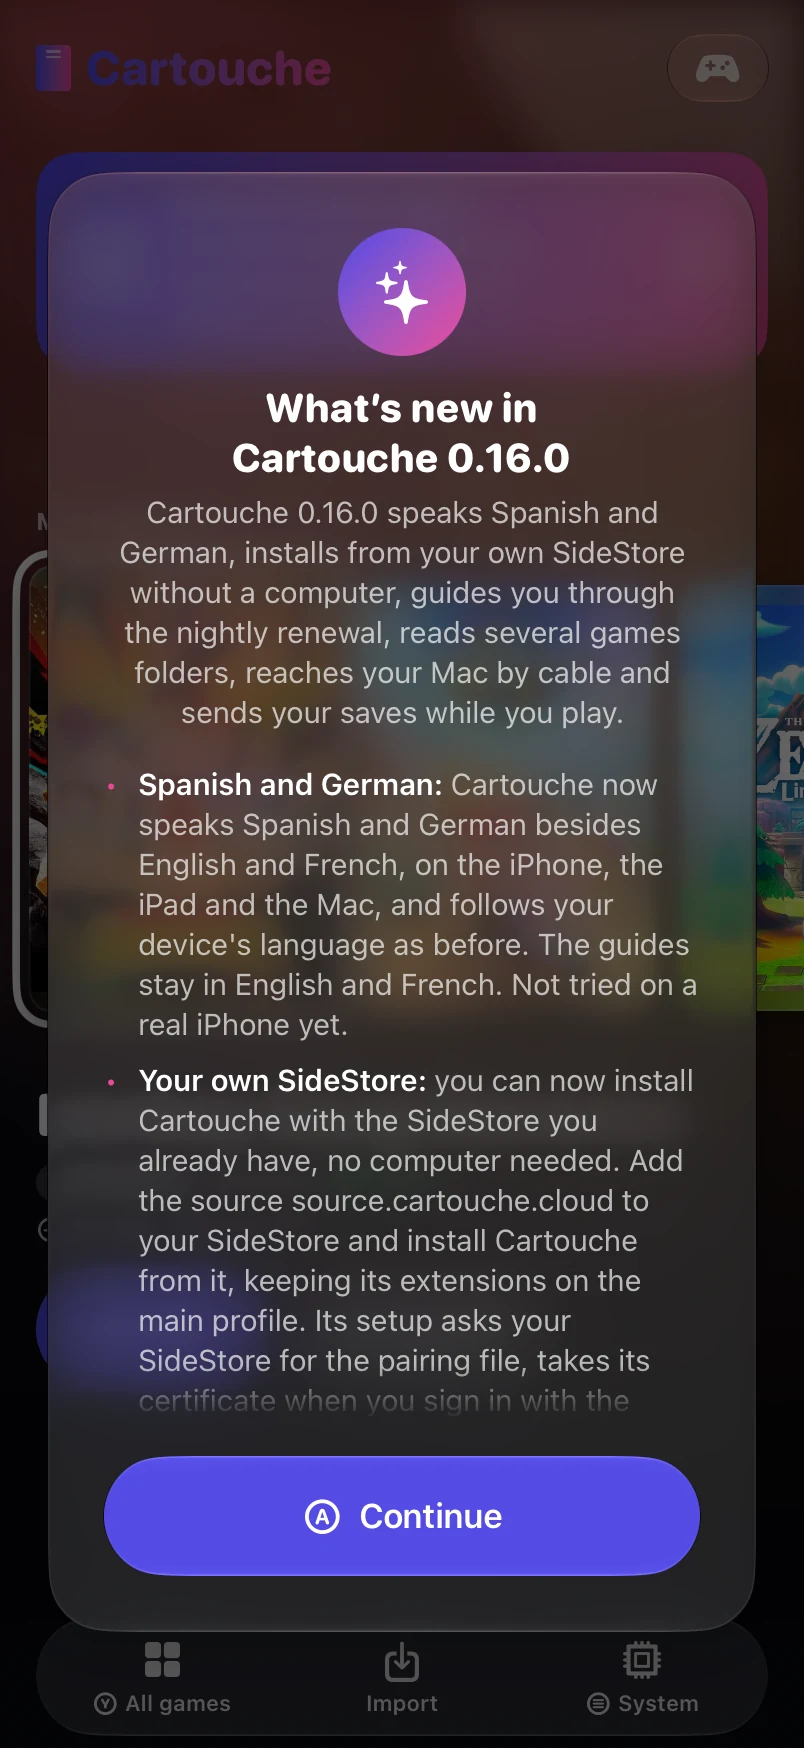 Cartouche
What's new in
Cartouche 0.16.0
Cartouche 0.16.0 speaks Spanish and
German, installs from your own SideStore
without a computer, guides you through
the nightly renewal, reads several games
folders, reaches your Mac by cable and
sends your saves while you play.
• Spanish and German: Cartouche now
speaks Spanish and German besides
English and French, on the iPhone, the
iPad and the Mac, and follows your
device's language as before. The guides
stay in English and French. Not tried on a
real iPhone yet.
• Your own SideStore: you can now install
Cartouche with the SideStore you
already have, no computer needed. Add
the source source.cartouche.cloud to
your SideStore and install Cartouche
from it, keeping its extensions on the
main profile. Its setup asks your
SideStore for the pairing file, takes its
certificate when you sign in with the
A Continue
Y All games
Import
System